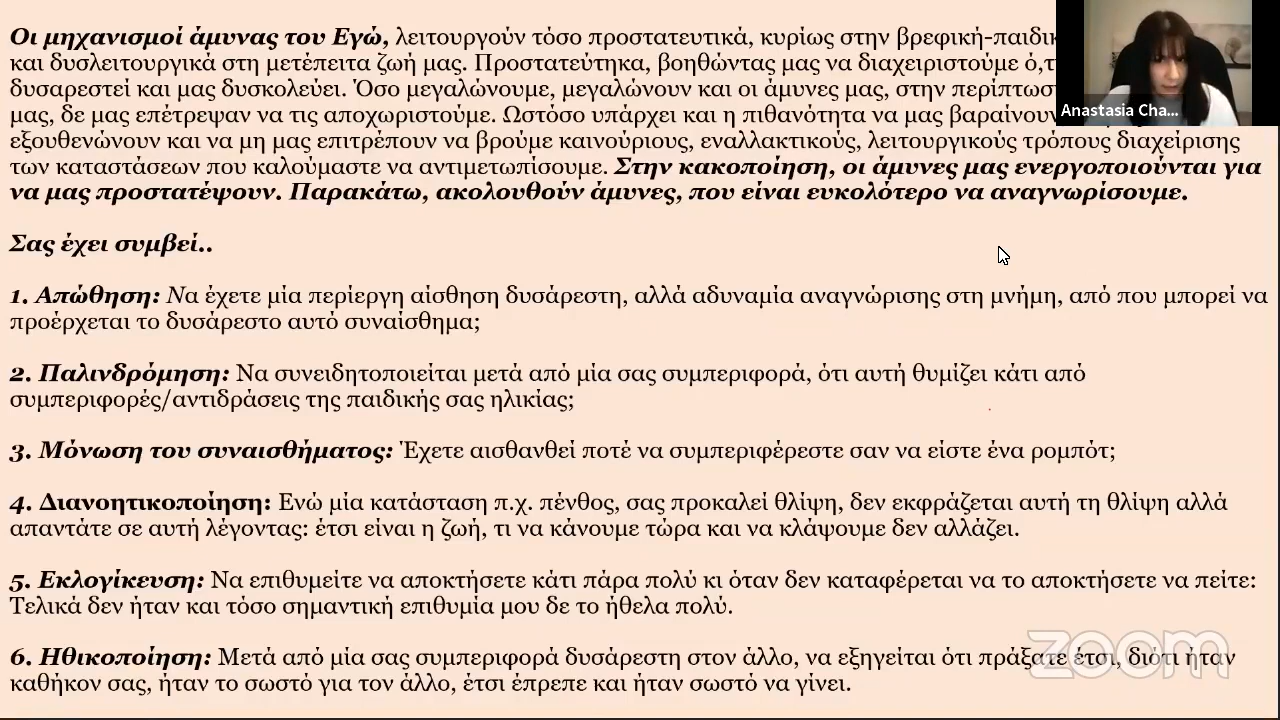 Οι μηχανισμοί άμυνας του Εγώ, λειτουργούν τόσο προστατευτικά, κυρίως στην βρεφική-παιδικ
και δυσλειτουργικά στη μετέπειτα ζωή μας. Προστατεύτηκα, βοηθώντας μας να διαχειριστούμε ό,τ
δυσαρεστεί και μας δυσκολεύει. Όσο μεγαλώνουμε, μεγαλώνουν και οι άμυνες μας, στην περίπτωσ
μας, δε μας επέτρεψαν να τις αποχωριστούμε. Ωστόσο υπάρχει και η πιθανότητα να μας βαραίνουν
εξουθενώνουν και να μη μας επιτρέπουν να βρούμε καινούριους, εναλλακτικούς, λειτουργικούς τρόπους διαχείρισης
των καταστάσεων που καλούμαστε να αντιμετωπίσουμε. Στην κακοποίηση, οι άμυνες μας ενεργοποιούνται για
να μας προστατέψουν. Παρακάτω, ακολουθούν άμυνες, που είναι ευκολότερο να αναγνωρίσουμε.
Σας έχει συμβεί..
1. Απώθηση: Να έχετε μία περίεργη αίσθηση δυσάρεστη, αλλά αδυναμία αναγνώρισης στη μνήμη, από που μπορεί να
προέρχεται το δυσάρεστο αυτό συναίσθημα;
2. Παλινδρόμηση: Να συνειδητοποιείται μετά από μία σας συμπεριφορά, ότι αυτή θυμίζει κάτι από
συμπεριφορές/αντιδράσεις της παιδικής σας ηλικίας;
3. Μόνωση του συναισθήματος: Έχετε αισθανθεί ποτέ να συμπεριφέρεστε σαν να είστε ένα ρομπότ;
4. Διανοητικοποίηση: Ενώ μία κατάσταση π.χ. πένθος, σας προκαλεί θλίψη, δεν εκφράζεται αυτή τη θλίψη αλλά
απαντάτε σε αυτή λέγοντας: έτσι είναι η ζωή, τι να κάνουμε τώρα και να κλάψουμε δεν αλλάζει.
5. Εκλογίκευση: Να επιθυμείτε να αποκτήσετε κάτι πάρα πολύ κι όταν δεν καταφέρεται να το αποκτήσετε να πείτε:
Τελικά δεν ήταν και τόσο σημαντική επιθυμία μου δε το ήθελα πολύ.
6. Ηθικοποίηση: Μετά από μία σας συμπεριφορά δυσάρεστη στον άλλο, να εξηγείται ότι πράξατε έτσι, διότι ήταν
καθήκον σας, ήταν το σωστό για τον άλλο, έτσι έπρεπε και ήταν σωστό να γίνει.
Anastasia Cha...
zoom